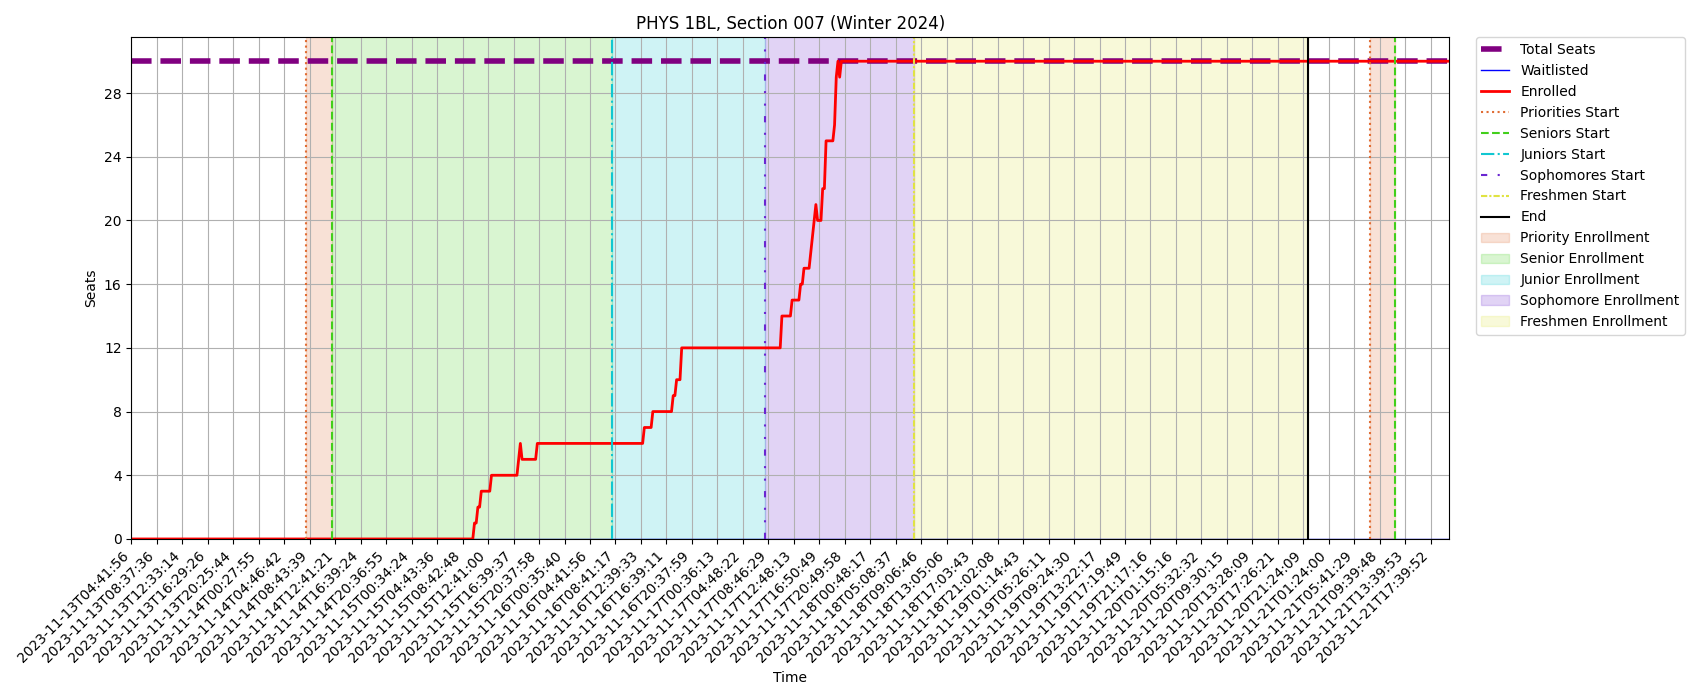 PHYS 1BL, Section 007 (Winter 2024)
Total Seats
Waitlisted
Enrolled
Priorities Start
Seniors Start
Juniors Start
Sophomores Start
Freshmen Start
End
Priority Enrollment
Senior Enrollment
Junior Enrollment
Sophomore Enrollment
Freshmen Enrollment
Seats
28
24
20
16
12
8
4
0
2023-11-13T04:41:56
2023-11-13T08:37:36
2023-11-13T12:33:14
2023-11-13T16:29:26
2023-11-13T20:25:44
2023-11-14T00:27:55
2023-11-14T04:46:42
2023-11-14T08:43:39
2023-11-14T12:41:21
2023-11-14T16:39:24
2023-11-14T20:36:55
2023-11-15T00:34:24
2023-11-15T04:43:36
2023-11-15T08:42:48
2023-11-15T12:41:00
2023-11-15T16:39:37
2023-11-15T20:37:58
2023-11-16T00:35:40
2023-11-16T04:41:56
2023-11-16T08:41:17
2023-11-16T12:39:33
2023-11-16T16:39:11
2023-11-16T20:37:59
2023-11-17T00:36:13
2023-11-17T04:48:22
2023-11-17T08:46:29
2023-11-17T12:48:13
2023-11-17T16:50:49
2023-11-17T20:49:58
2023-11-18T00:48:17
2023-11-18T05:08:37
2023-11-18T09:06:46
2023-11-18T13:05:06
2023-11-18T17:03:43
2023-11-18T21:02:08
2023-11-19T01:14:43
2023-11-19T05:26:11
2023-11-19T09:24:30
2023-11-19T13:22:17
2023-11-19T17:19:49
2023-11-19T21:17:16
2023-11-20T01:15:16
2023-11-20T05:32:32
2023-11-20T09:30:15
2023-11-20T13:28:09
2023-11-20T17:26:21
2023-11-20T21:24:09
2023-11-21T01:24:00
2023-11-21T05:41:29
2023-11-21T09:39:48
2023-11-21T13:39:53
2023-11-21T17:39:52
Time